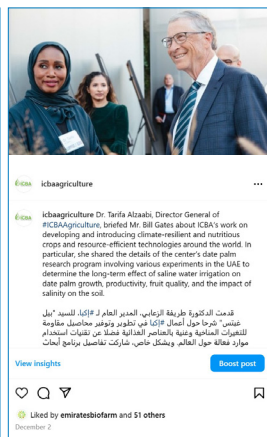 icbaagriculture
icbaagriculture Dr. Tarifa Alzaabi, Director General of
#ICBAAgriculture, briefed Mr. Bill Gates about ICBA's work on
developing and introducing climate-resilient and nutritious
crops and resource-efficient technologies around the world. In
particular, she shared the details of the center's date palm
research program involving various experiments in the UAE to
determine the long-term effect of saline water irrigation on
date palm growth, productivity, fruit quality, and the impact of
salinity on the soil.
قدمت الدكتورة طريفة الزعابي، المدير العام لـ #إكبا، للسيد "بيل
غيتس" شرحا حول أعمال #إكبا في تطوير وتوفير محاصيل مقاومة
للتغيرات المناخية وغنية بالعناصر الغذائية فضلا عن تقنيات استخدام
موارد فعالة حول العالم. وبشكل خاص، شاركت تفاصيل برنامج أبحاث
View insights
Boost post
Liked by emiratesbiofarm and 51 others
December 2